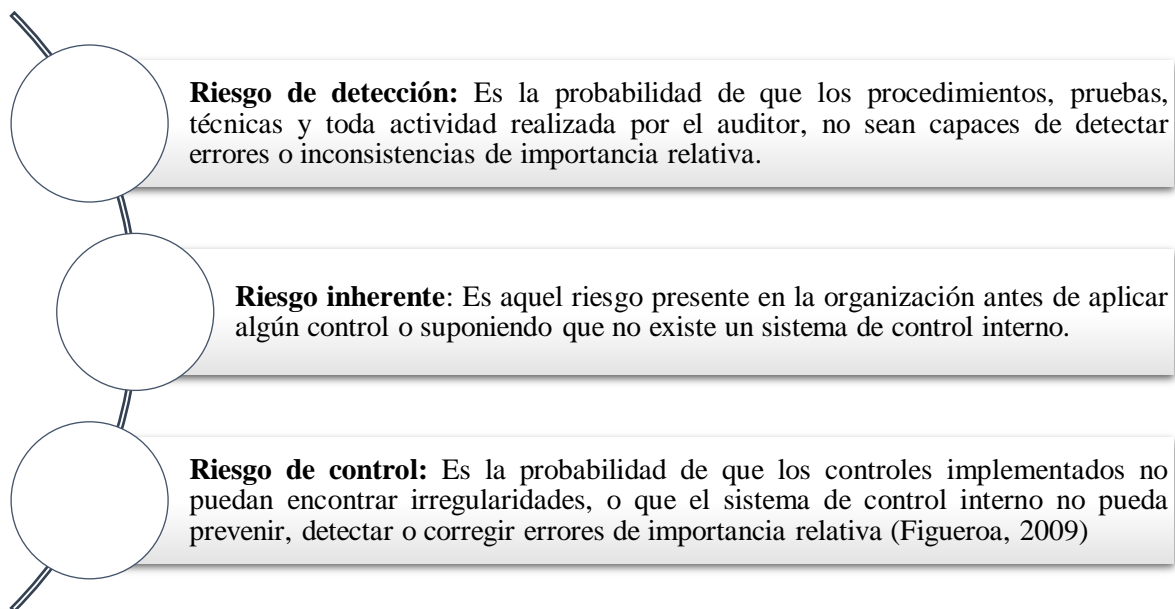 Riesgo de detección: Es la probabilidad de que los procedimientos, pruebas,
técnicas y toda actividad realizada por el auditor, no sean capaces de detectar
errores o inconsistencias de importancia relativa.
Riesgo inherente: Es aquel riesgo presente en la organización antes de aplicar
algún control o suponiendo que no existe un sistema de control interno.
Riesgo de control: Es la probabilidad de que los controles implementados no
puedan encontrar irregularidades, o que el sistema de control interno no pueda
prevenir, detectar o corregir errores de importancia relativa (Figueroa, 2009)